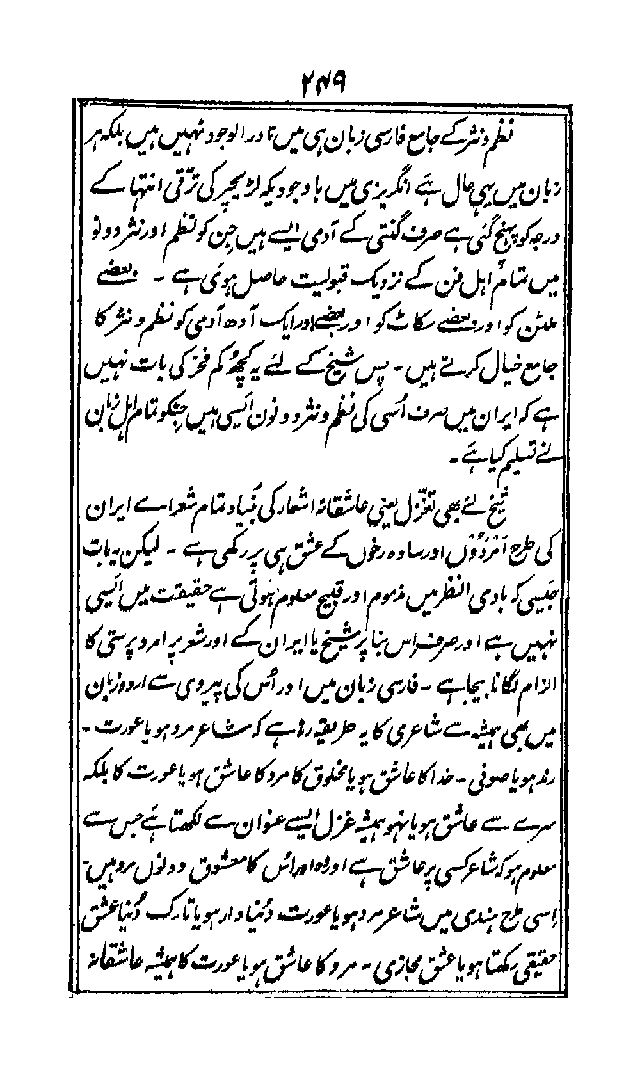 ۲۴۹
نظم و نثر کے جامع فارسی زبان ہی میں نادر الوجود نہیں ہیں بلکہ ہر
زبان میں یہی حال ہے انگریزی میں باوجودیکہ لڑیچر کی ترقی انتہا کے
درجہ کو پہنچ گئی ہے صرف گنتی کے آدمی ایسے ہیں جن کو نظم اور نثر دونو
میں تمام اہل فن کے نزدیک قبولیت حاصل ہوئی ہے ۔ بعضے
ملٹن کو اور بعضے سکاٹ کو اور بعضے اور ایک آدھ آدمی کو نظم و نثر کا
جامع خیال کرتے ہیں ۔ پس شیخ کے لئے یہ کچھ کم فخر کی بات نہیں
ہے کہ ایران میں صرف اُسی کی نظم و نثر دونوں ایسی ہیں جنکو تمام اہل زبان
نے تسلیم کیا ہے ۔
شیخ نے بھی تغزّل یعنی عاشقانہ اشعار کی بُنیاد تمام شعراے ایران
کی طرح اَمْرَدُوں اور سادہ رخوں کے عشق ہی پر رکھی ہے ۔ لیکن یہ بات
جیسی کہ بادی النظر میں مذموم اور قبیح معلوم ہوتی ہے حقیقت میں ایسی
نہیں ہے اور صرف اس بنا پر شیخ یا ایران کے اور شعرپر امرد پرستی کا
الزام لگانا بیجا ہے ۔ فارسی زبان میں اور اُس کی پیروی سے اردو زبان
میں بھی ہمیشہ سے شاعری کا یہ طریقہ رہا ہے کہ شاعر مرد ہو یا عورت ۔
رند ہو یا صوفی ۔ خدا کا عاشق ہو یا مخلوق کا مرد کا عاشق ہو یا عورت کا بلکہ
سرے سے عاشق ہو یا نہو ہمیشہ غزل ایسے عنوان سے لکھتا ہے جس سے
معلوم ہو کہ شاعر کسی پر عاشق ہے اور وہ اور اُس کا معشوق دونوں مرد ہیں ۔
اِسی طرح ہندی میں شاعر مرد ہو یا عورت دُنیا دار ہو یا تارک دُنیا عشق
حقیقی رکھتا ہو یا عشق مجازی ۔ مرد کا عاشق ہو یا عورت کا ہمیشہ عاشقانہ